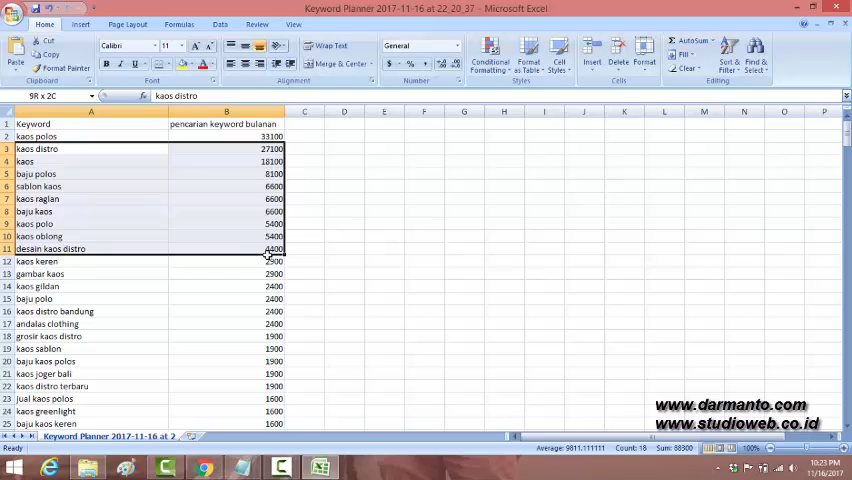 Keyword Planner 2017-11-16 at 22_20_37 - Microsoft Excel
Home Insert Page Layout Formulas Data Review View
Cut
Copy
Format Painter
Paste
Clipboard
Calibri 11
B I U
Font
Wrap Text
Merge & Center
Alignment
General
$ % ,
Number
Conditional Formatting
Format as Table
Cell Styles
Styles
Insert Delete Format
Cells
Σ AutoSum
Fill
Clear
Sort & Filter
Find & Select
Editing
9R x 2C fx kaos distro
A B C D E F G H I J K L M N O P
1 Keyword pencarian keyword bulanan
2 kaos polos 33100
3 kaos distro 27100
4 kaos 18100
5 baju polos 8100
6 sablon kaos 6600
7 kaos raglan 6600
8 baju kaos 6600
9 kaos polo 5400
10 kaos oblong 5400
11 desain kaos distro 4400
12 kaos keren 2900
13 gambar kaos 2900
14 kaos gildan 2400
15 baju polo 2400
16 kaos distro bandung 2400
17 andalas clothing 2400
18 grosir kaos distro 1900
19 kaos sablon 1900
20 baju kaos polos 1900
21 kaos joger bali 1900
22 kaos distro terbaru 1900
23 jual kaos polos 1600
24 kaos greenlight 1600
25 baju kaos keren 1600
www.darmanto.com
www.studioweb.co.id
Keyword Planner 2017-11-16 at 2
Ready Average: 9811.111111 Count: 18 Sum: 88300 100%
10:23 PM
11/16/2017